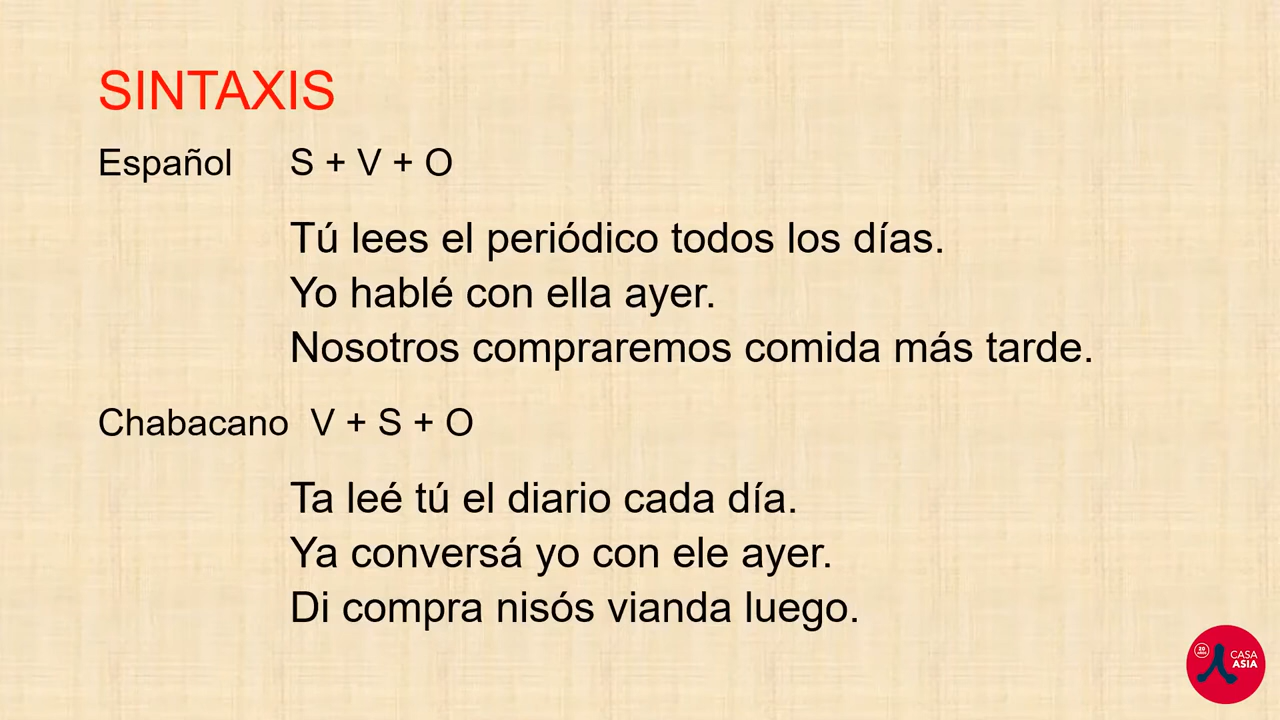 SINTAXIS
Español S + V + O
Tú lees el periódico todos los días.
Yo hablé con ella ayer.
Nosotros compraremos comida más tarde.
Chabacano V + S + O
Ta leé tú el diario cada día.
Ya conversá yo con ele ayer.
Di compra nisós vianda luego.
20 años
CASA
ASIA